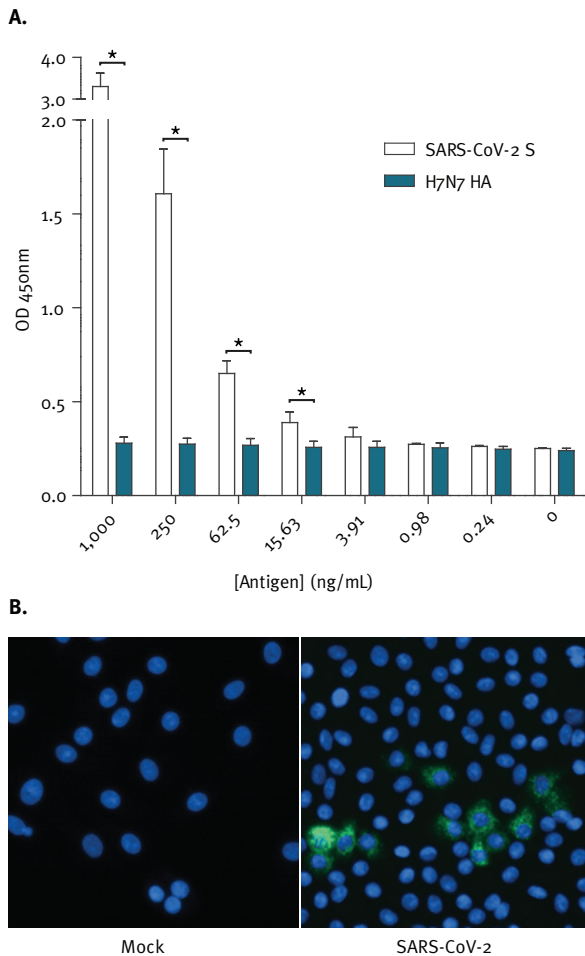 A.
*
4.0
3.0
2.0
1.5
1.0
0.5
0.0
OD 450nm
*
*
*
SARS-CoV-2 S
H7N7 HA
1,000
250
62.5
15.63
3.91
0.98
0.24
0
[Antigen] (ng/mL)
B.
Mock
SARS-CoV-2